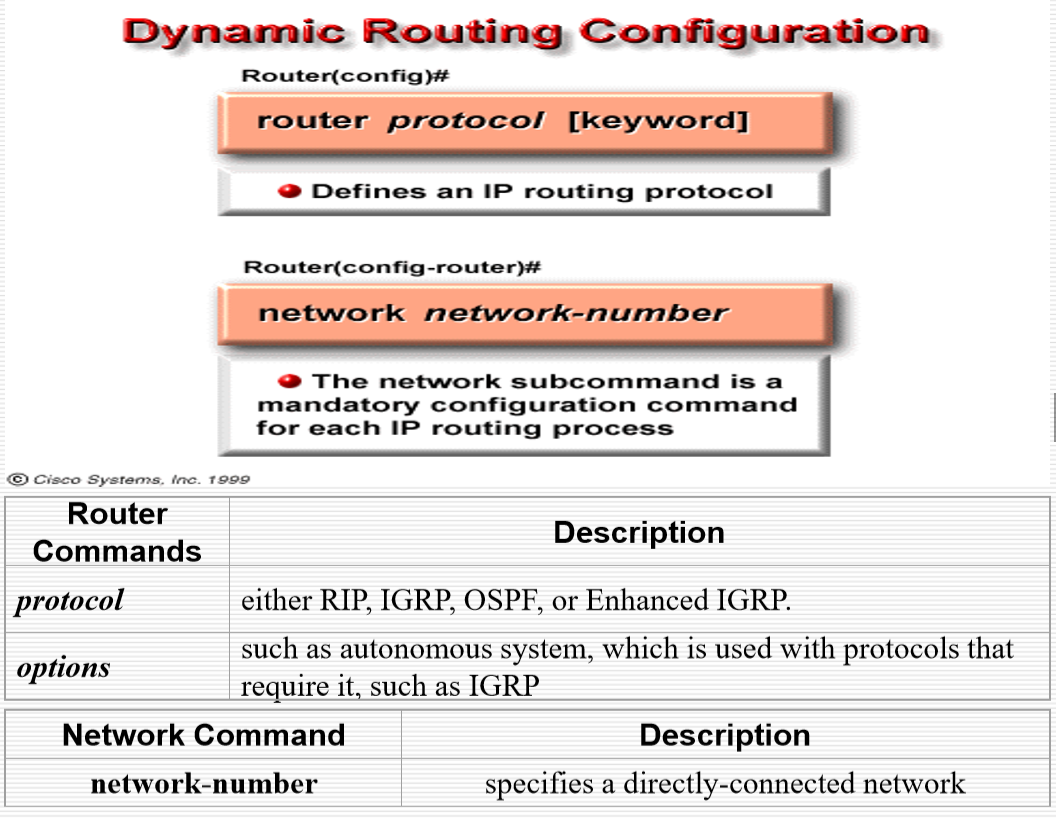 Dynamic Routing Configuration
Router(config)#
router protocol [keyword]
Defines an IP routing protocol
Router(config-router)#
network network-number
The network subcommand is a
mandatory configuration command
for each IP routing process
© Cisco Systems, Inc. 1999
Router
Commands
Description
protocol
either RIP, IGRP, OSPF, or Enhanced IGRP.
options
such as autonomous system, which is used with protocols that
require it, such as IGRP
Network Command
Description
network-number
specifies a directly-connected network